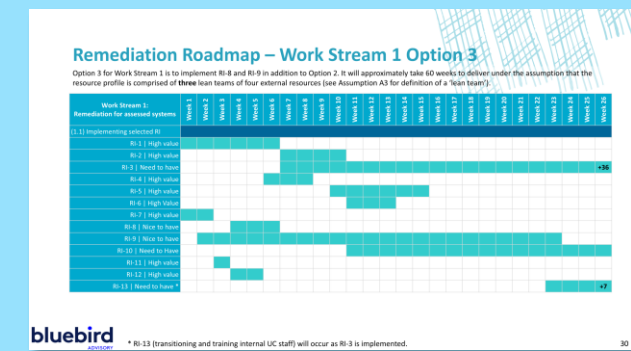 Remediation Roadmap – Work Stream 1 Option 3
Option 3 for Work Stream 1 is to implement RI-8 and RI-9 in addition to Option 2. It will approximately take 60 weeks to deliver under the assumption that the
resource profile is comprised of three lean teams of four external resources (see Assumption A3 for definition of a 'lean team').
Work Stream 1:
Remediation for assessed systems
Week 1 Week 2 Week 3 Week 4 Week 5 Week 6 Week 7 Week 8 Week 9 Week 10 Week 11 Week 12 Week 13 Week 14 Week 15 Week 16 Week 17 Week 18 Week 19 Week 20 Week 21 Week 22 Week 23 Week 24 Week 25 Week 26
(1.1) Implementing selected RI
RI-1 | High value
RI-2 | High value
RI-3 | Need to have +36
RI-4 | High value
RI-5 | High value
RI-6 | High Value
RI-7 | High value
RI-8 | Nice to have
RI-9 | Nice to have
RI-10 | Need to Have
RI-11 | High value
RI-12 | High value
RI-13 | Need to have * +7
bluebird
ADVISORY
* RI-13 (transitioning and training internal UC staff) will occur as RI-3 is implemented.
30